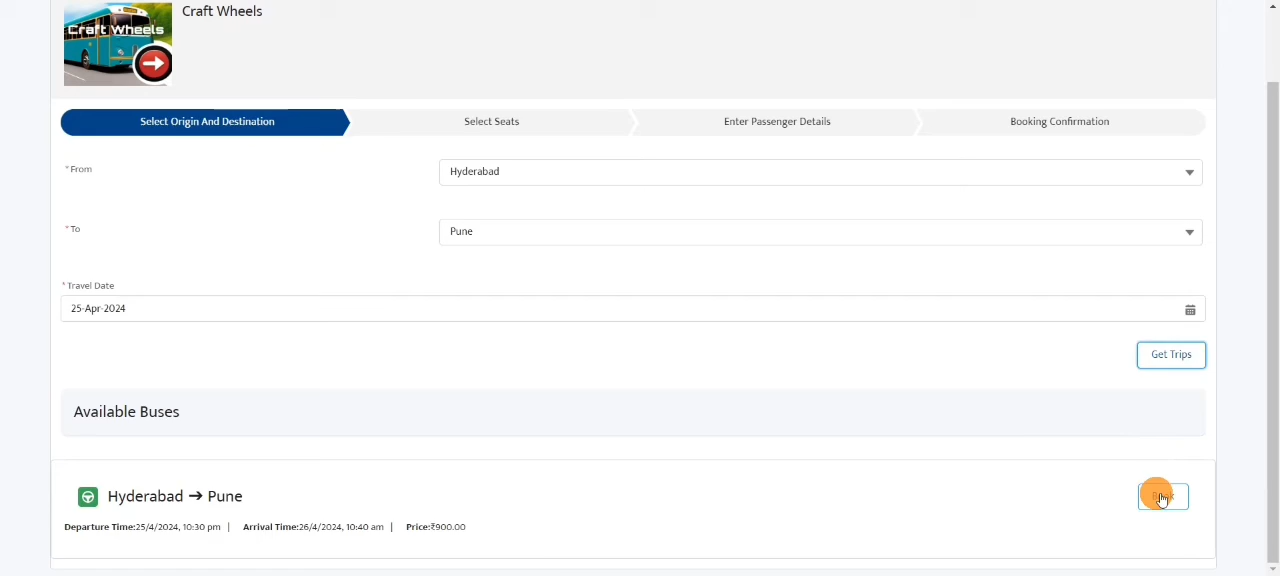 Craft Wheels
Craft Wheels
Select Origin And Destination
Select Seats
Enter Passenger Details
Booking Confirmation
*From
Hyderabad
*To
Pune
*Travel Date
25-Apr-2024
Get Trips
Available Buses
Hyderabad → Pune
Book
Departure Time:25/4/2024, 10:30 pm | Arrival Time:26/4/2024, 10:40 am | Price:₹900.00